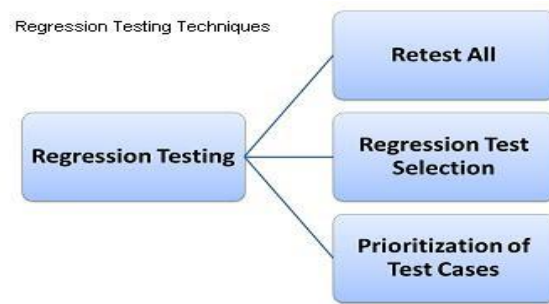 Regression Testing Techniques
Retest All
Regression Testing
Regression Test
Selection
Prioritization of
Test Cases